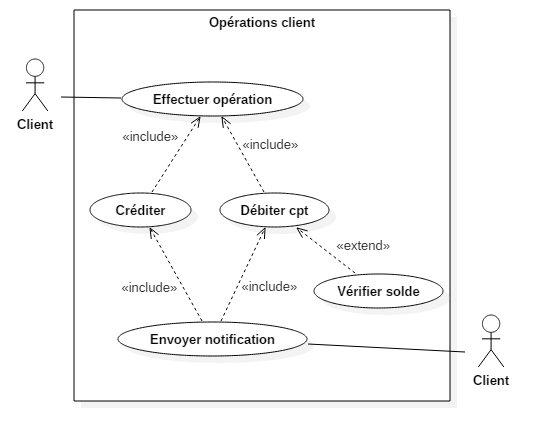 Opérations client
Client
Effectuer opération
«include»
«include»
Créditer
Débiter cpt
«extend»
«include»
«include»
Vérifier solde
Envoyer notification
Client